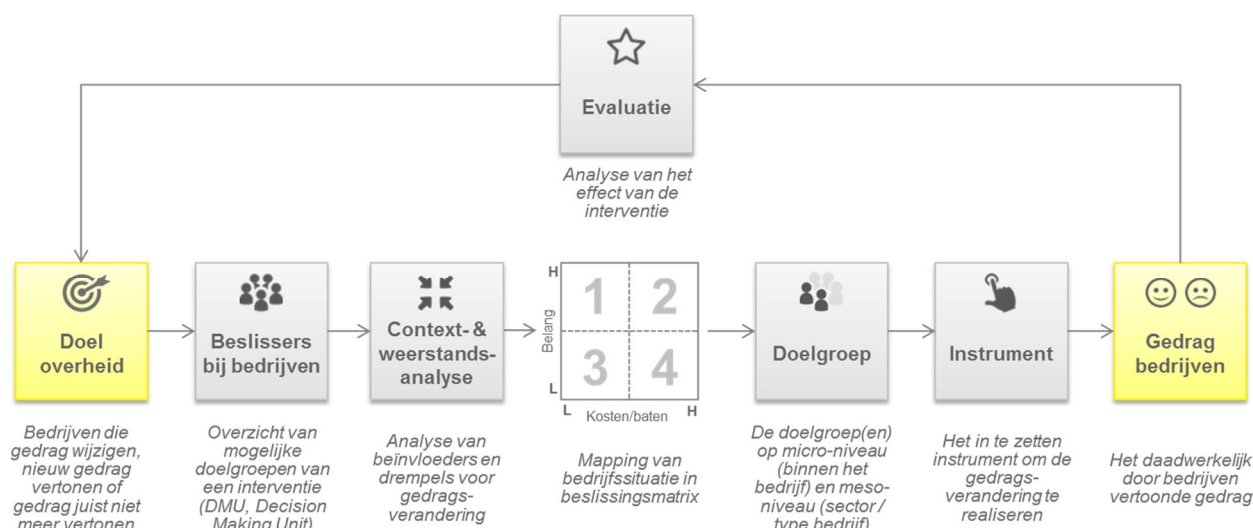 Evaluatie
Analyse van het
effect van de
interventie
Doel
overheid
Bedrijven die
gedrag wijzigen,
nieuw gedrag
vertonen of
gedrag juist niet
meer vertonen
Beslissers
bij bedrijven
Overzicht van
mogelijke
doelgroepen van
een interventie
(DMU, Decision
Making Unit)
Context- &
weerstands-
analyse
Analyse van
beïnvloeders en
drempels voor
gedrags-
verandering
H
Belang
L
1 2
3 4
L Kosten/baten H
Mapping van
bedrijfssituatie in
beslissingsmatrix
Doelgroep
De doelgroep(en)
op micro-niveau
(binnen het
bedrijf) en meso-
niveau (sector /
type bedrijf)
Instrument
Het in te zetten
instrument om de
gedrags-
verandering te
realiseren
Gedrag
bedrijven
Het daadwerkelijk
door bedrijven
vertoonde gedrag